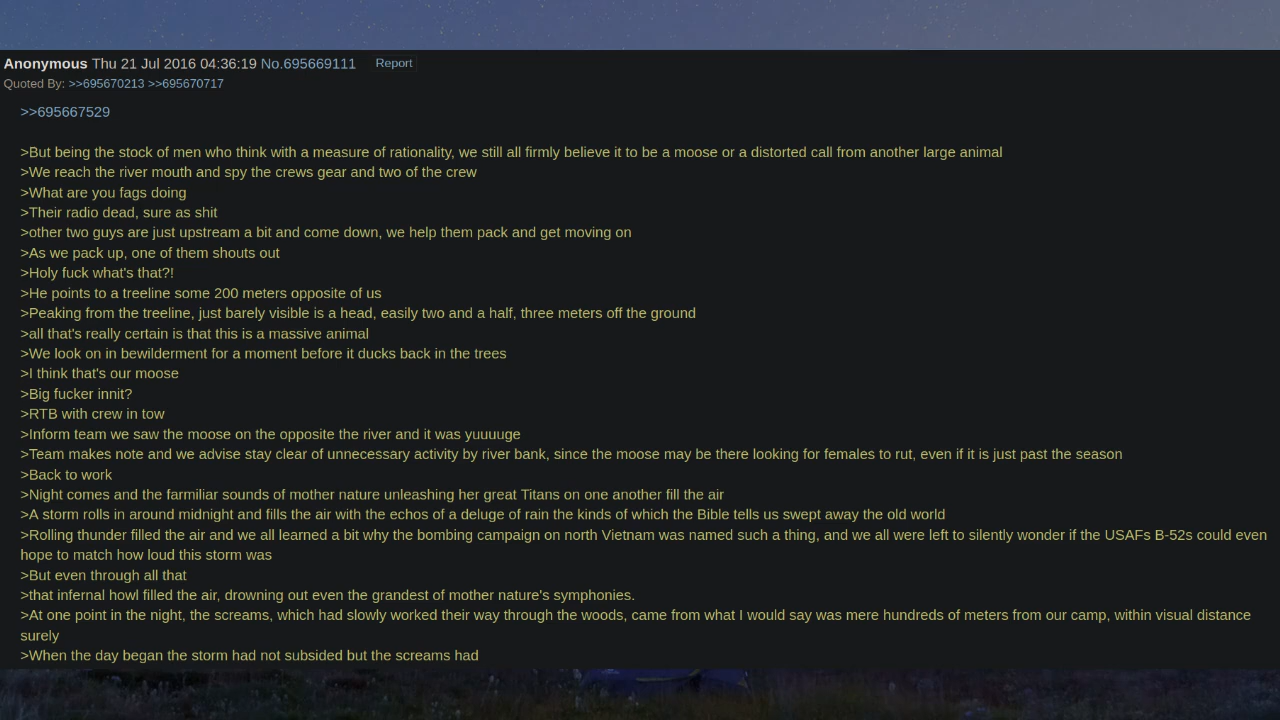 Anonymous Thu 21 Jul 2016 04:36:19 No.695669111 Report
Quoted By: >>695670213 >>695670717
>>695667529
>But being the stock of men who think with a measure of rationality, we still all firmly believe it to be a moose or a distorted call from another large animal
>We reach the river mouth and spy the crews gear and two of the crew
>What are you fags doing
>Their radio dead, sure as shit
>other two guys are just upstream a bit and come down, we help them pack and get moving on
>As we pack up, one of them shouts out
>Holy fuck what's that?!
>He points to a treeline some 200 meters opposite of us
>Peaking from the treeline, just barely visible is a head, easily two and a half, three meters off the ground
>all that's really certain is that this is a massive animal
>We look on in bewilderment for a moment before it ducks back in the trees
>I think that's our moose
>Big fucker innit?
>RTB with crew in tow
>Inform team we saw the moose on the opposite the river and it was yuuuuge
>Team makes note and we advise stay clear of unnecessary activity by river bank, since the moose may be there looking for females to rut, even if it is just past the season
>Back to work
>Night comes and the farmiliar sounds of mother nature unleashing her great Titans on one another fill the air
>A storm rolls in around midnight and fills the air with the echos of a deluge of rain the kinds of which the Bible tells us swept away the old world
>Rolling thunder filled the air and we all learned a bit why the bombing campaign on north Vietnam was named such a thing, and we all were left to silently wonder if the USAFs B-52s could even
hope to match how loud this storm was
>But even through all that
>that infernal howl filled the air, drowning out even the grandest of mother nature's symphonies.
>At one point in the night, the screams, which had slowly worked their way through the woods, came from what I would say was mere hundreds of meters from our camp, within visual distance
surely
>When the day began the storm had not subsided but the screams had